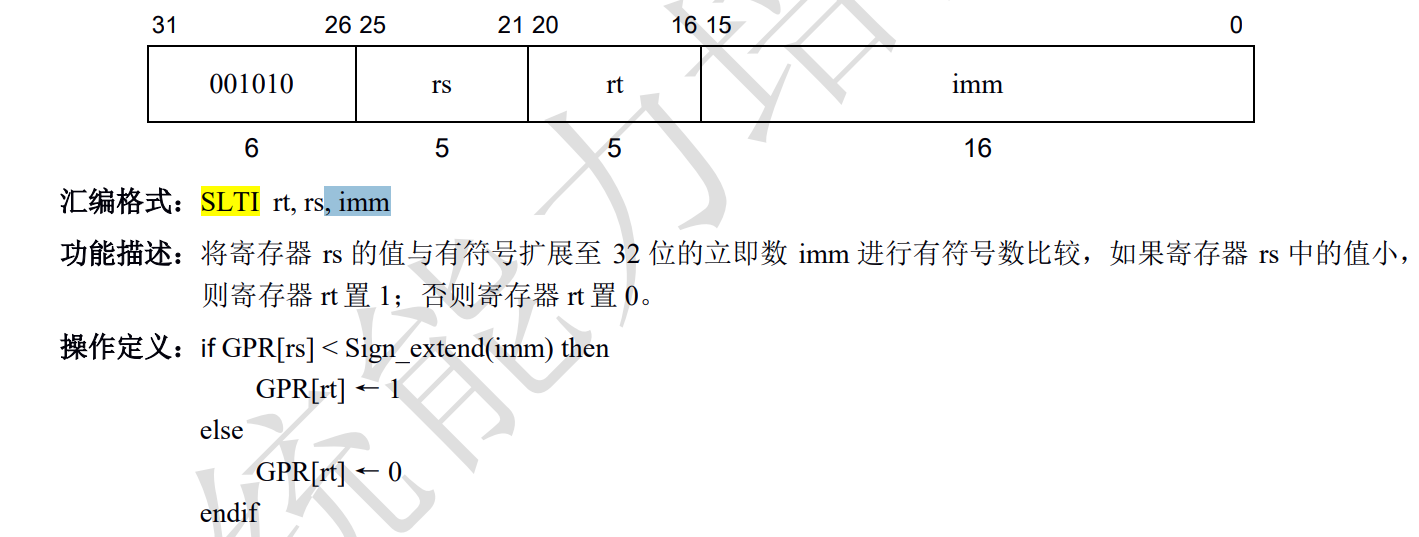 31 26 25 21 20 16 15 0
001010 rs rt imm
6 5 5 16
汇编格式：SLTI rt, rs, imm
功能描述：将寄存器 rs 的值与有符号扩展至 32 位的立即数 imm 进行有符号数比较，如果寄存器 rs 中的值小，
则寄存器 rt 置 1；否则寄存器 rt 置 0。
操作定义：if GPR[rs] < Sign_extend(imm) then
GPR[rt] ← 1
else
GPR[rt] ← 0
endif
统能力培